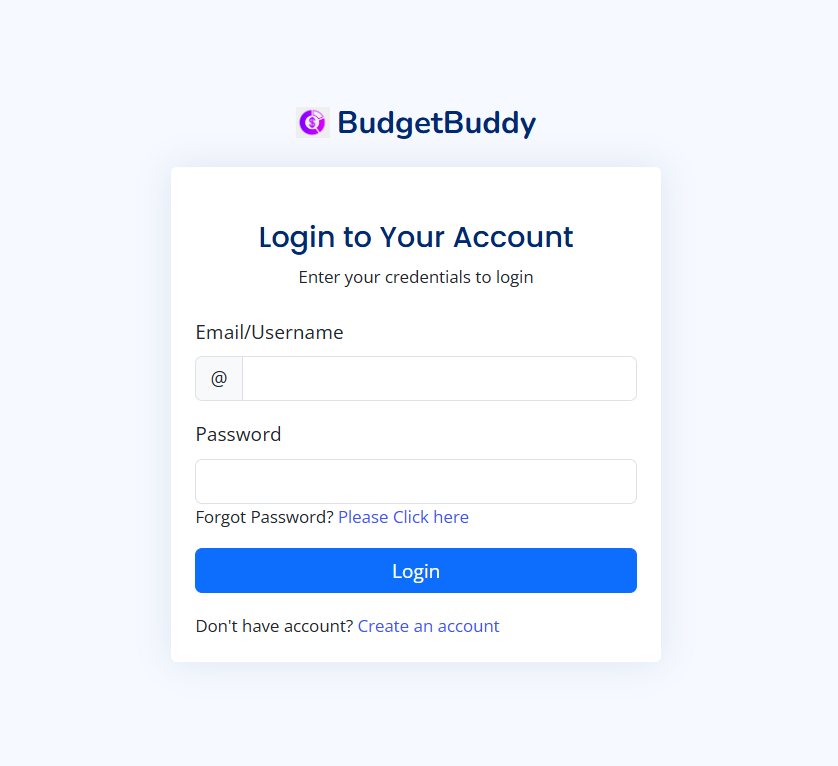 BudgetBuddy
Login to Your Account
Enter your credentials to login
Email/Username
@
Password
Forgot Password? Please Click here
Login
Don't have account? Create an account